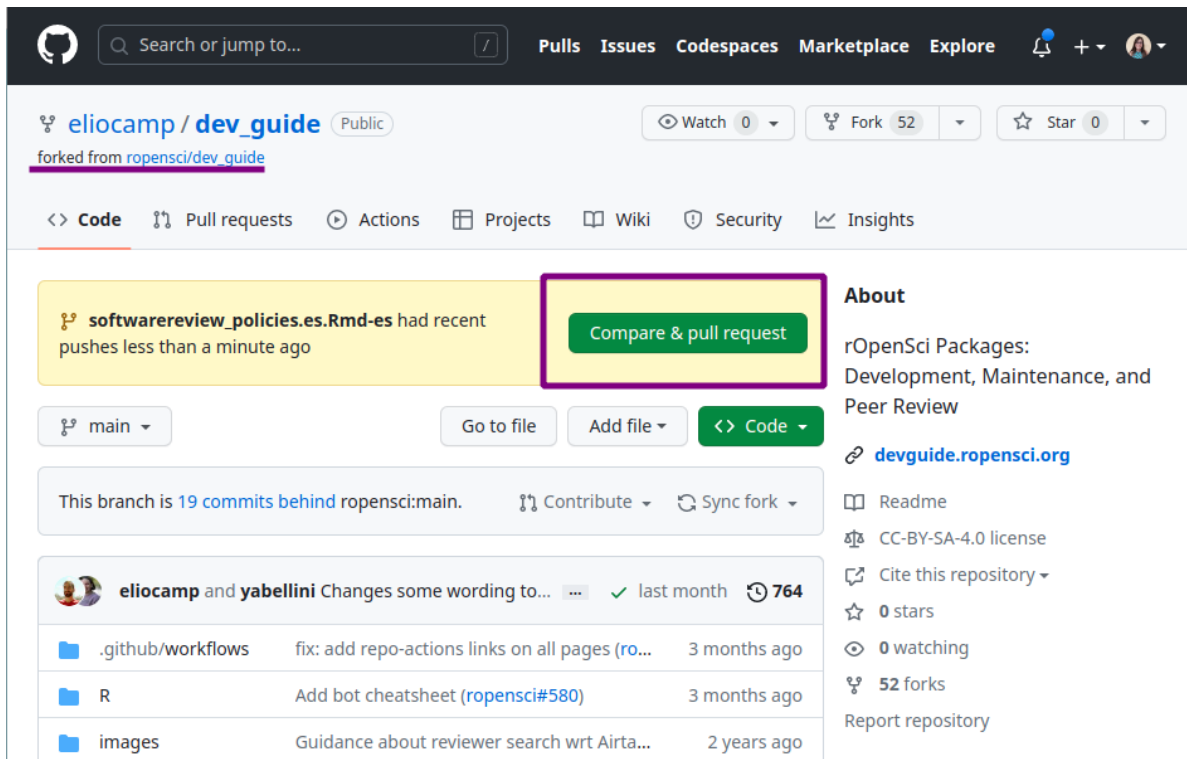 Search or jump to... / Pulls Issues Codespaces Marketplace Explore +
eliocamp / dev_guide Public Watch 0 Fork 52 Star 0
forked from ropensci/dev_guide
<> Code Pull requests Actions Projects Wiki Security Insights
softwarereview_policies.es.Rmd-es had recent
pushes less than a minute ago
Compare & pull request
main Go to file Add file <> Code
This branch is 19 commits behind ropensci:main. Contribute Sync fork
eliocamp and yabellini Changes some wording to... ... last month 764
.github/workflows fix: add repo-actions links on all pages (ro... 3 months ago
R Add bot cheatsheet (ropensci#580) 3 months ago
images Guidance about reviewer search wrt Airta... 2 years ago
About
rOpenSci Packages:
Development, Maintenance, and
Peer Review
devguide.ropensci.org
Readme
CC-BY-SA-4.0 license
Cite this repository
0 stars
0 watching
52 forks
Report repository